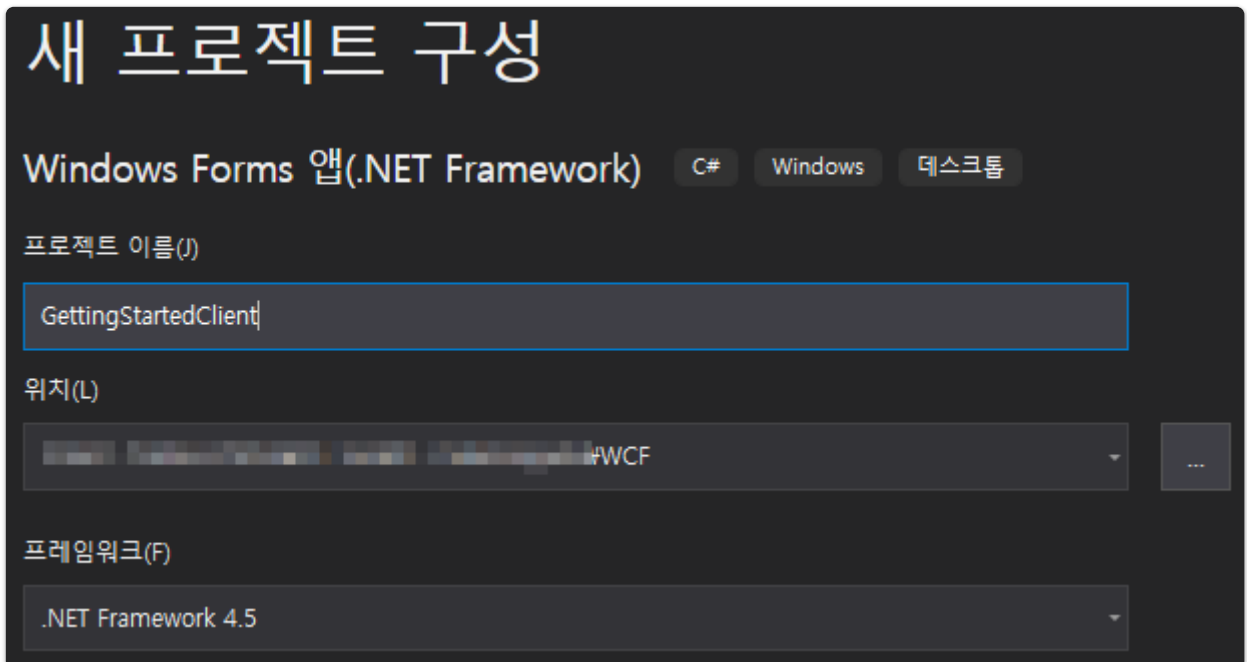 새 프로젝트 구성
Windows Forms 앱(.NET Framework) C# Windows 데스크톱
프로젝트 이름(J)
GettingStartedClient
위치(L)
WCF
...
프레임워크(F)
.NET Framework 4.5